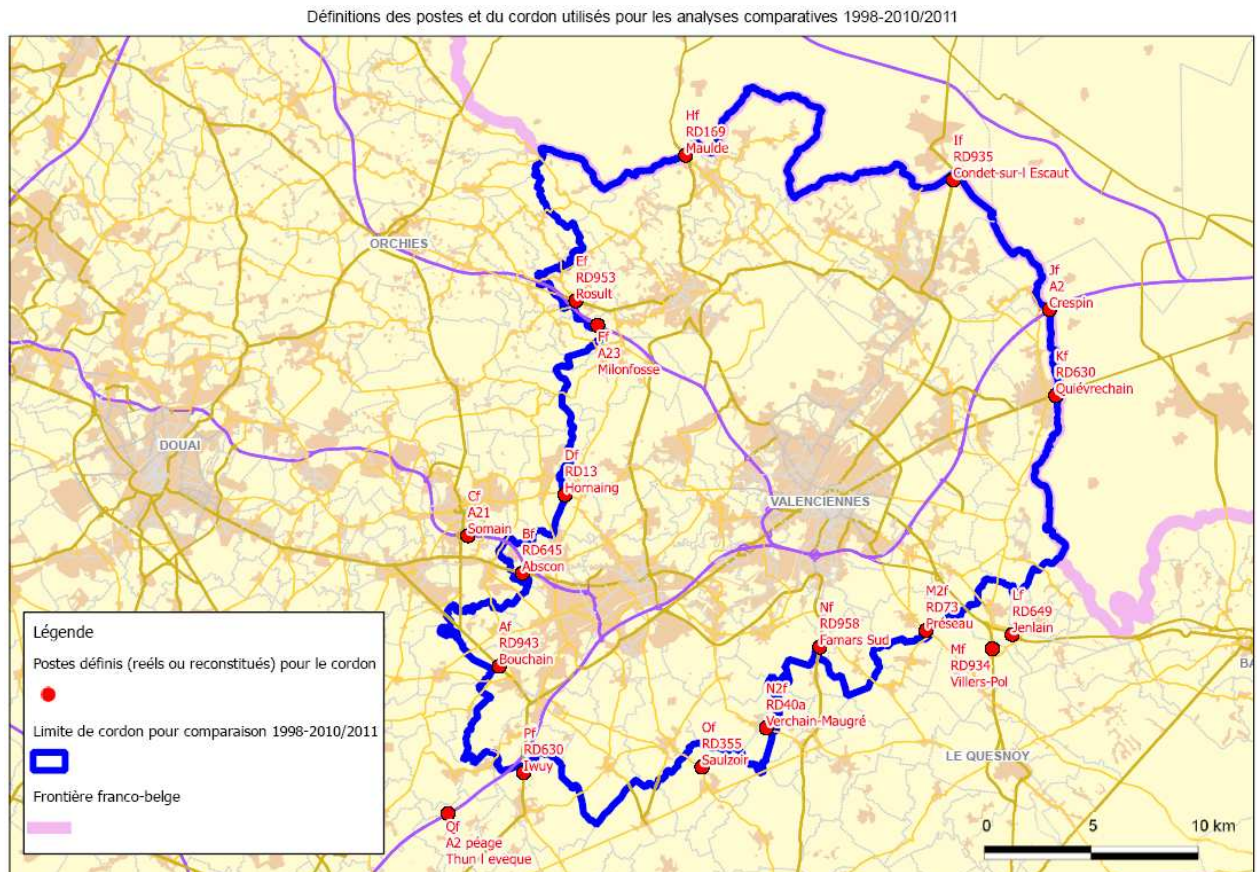 Définitions des postes et du cordon utilisés pour les analyses comparatives 1998-2010/2011
Hf
RD169
Maulde
If
RD935
Condet-sur-l Escaut
ORCHIES
Ef
RD953
Rosult
Ff
A23
Milonfosse
Jf
A2
Crespin
Kf
RD630
Quiévrechain
DOUAI
Df
RD13
Hornaing
Cf
A21
Somain
VALENCIENNES
Bf
RD645
Abscon
Af
RD943
Bouchain
Nf
RD958
Famars Sud
M2f
RD73
Préseau
Lf
RD649
Jenlain
Mf
RD934
Villers-Pol
BA
N2f
RD40a
Verchain-Maugré
Of
RD355
Saulzoir
Pf
RD630
Iwuy
LE QUESNOY
Qf
A2 péage
Thun l eveque
Légende
Postes définis (reéls ou reconstitués) pour le cordon
Limite de cordon pour comparaison 1998-2010/2011
Frontière franco-belge
0 5 10 km